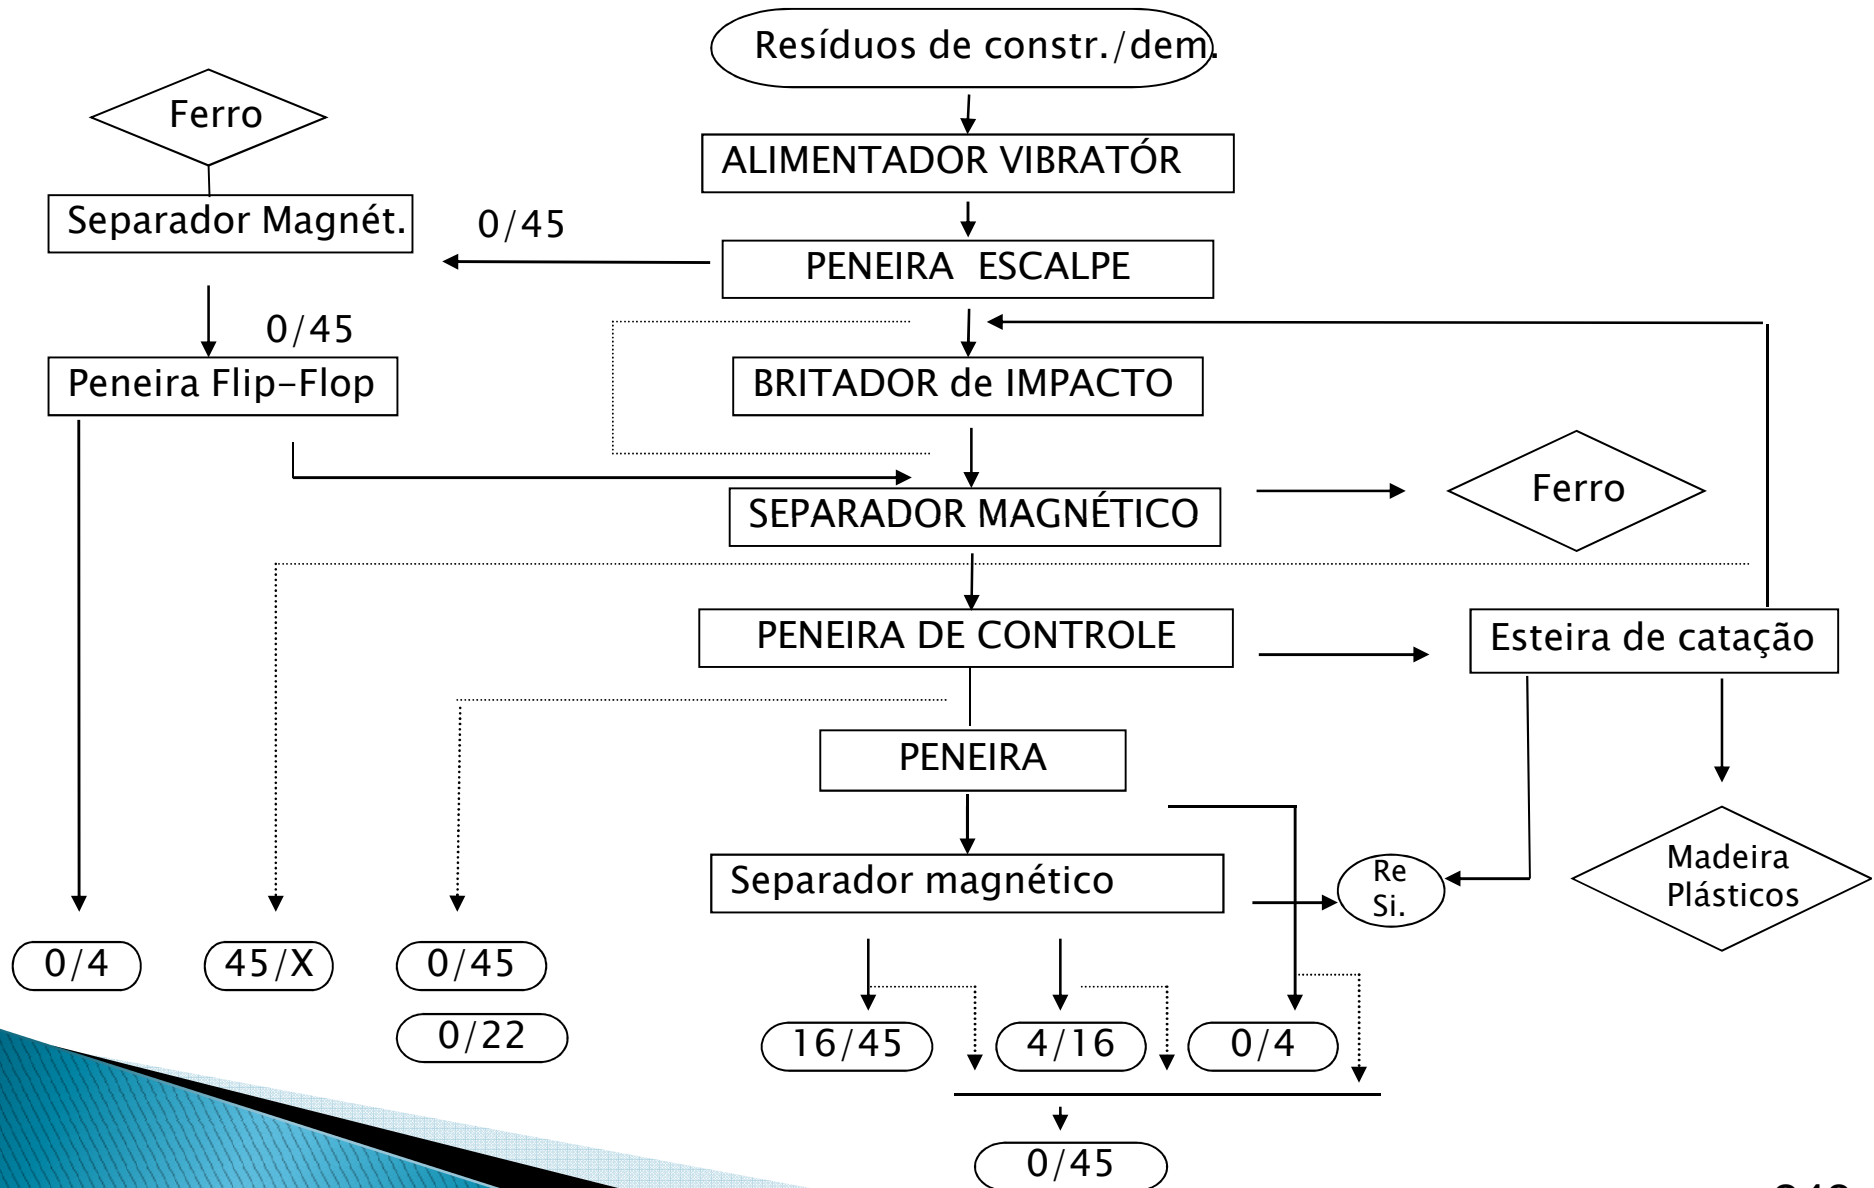 Resíduos de constr./dem.
Ferro
ALIMENTADOR VIBRATÓR
Separador Magnét.
0/45
PENEIRA ESCALPE
0/45
Peneira Flip-Flop
BRITADOR de IMPACTO
SEPARADOR MAGNÉTICO
Ferro
PENEIRA DE CONTROLE
Esteira de catação
PENEIRA
Separador magnético
Re
Si.
Madeira
Plásticos
0/4
45/X
0/45
0/22
16/45
4/16
0/4
0/45